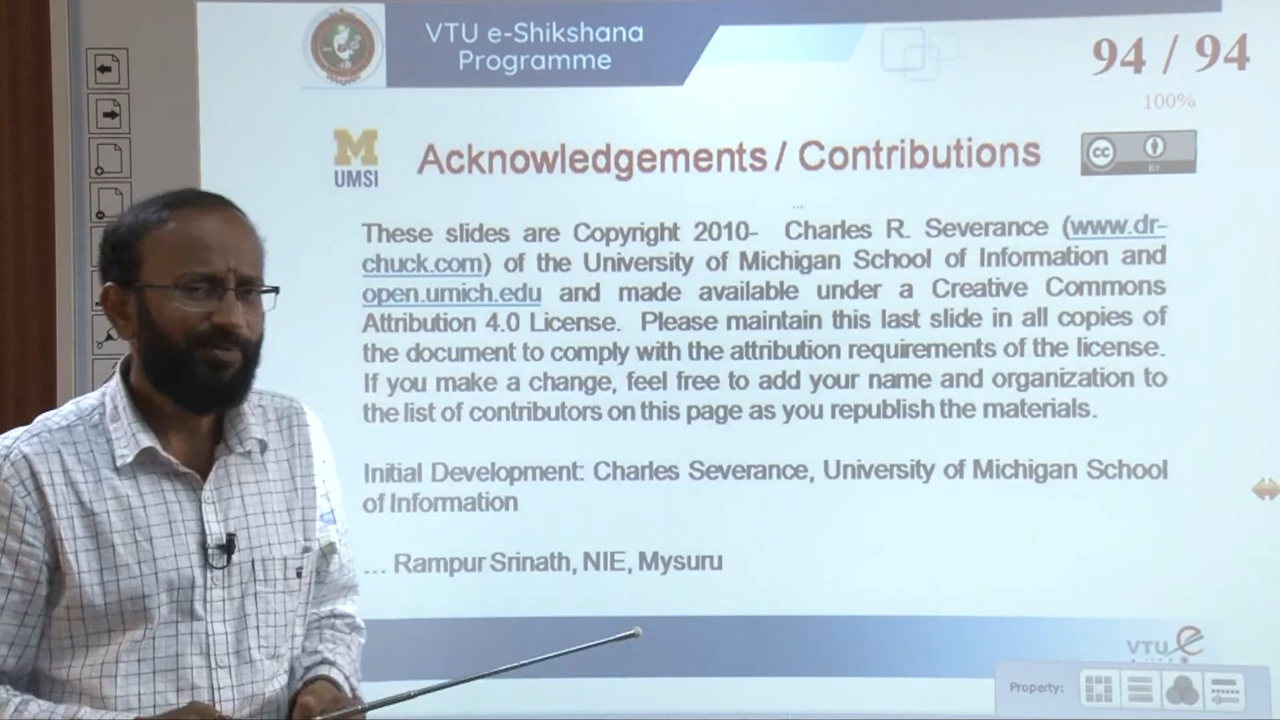 VTU e-Shikshana
Programme
94 / 94
100%
M
UMSI
Acknowledgements / Contributions
cc
BY
...
These slides are Copyright 2010- Charles R. Severance (www.dr-
chuck.com) of the University of Michigan School of Information and
open.umich.edu and made available under a Creative Commons
Attribution 4.0 License. Please maintain this last slide in all copies of
the document to comply with the attribution requirements of the license.
If you make a change, feel free to add your name and organization to
the list of contributors on this page as you republish the materials.
Initial Development: Charles Severance, University of Michigan School
of Information
… Rampur Srinath, NIE, Mysuru
VTU e
Property: